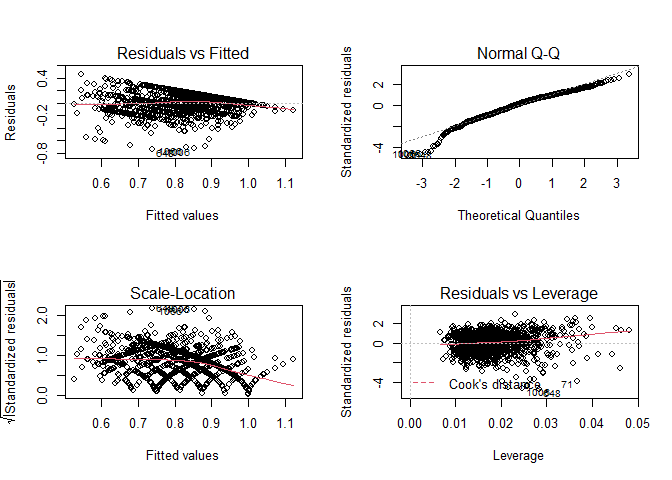 Residuals vs Fitted
Residuals
0.4
-0.2
-0.8
0.6 0.7 0.8 0.9 1.0 1.1
Fitted values
Normal Q-Q
Standardized residuals
2
0
-4
-3 -2 -1 0 1 2 3
Theoretical Quantiles
Scale-Location
√|Standardized residuals|
2.0
1.0
0.0
0.6 0.7 0.8 0.9 1.0 1.1
Fitted values
Residuals vs Leverage
Standardized residuals
2
0
-4
Cook's distance
71
0.00 0.01 0.02 0.03 0.04 0.05
Leverage